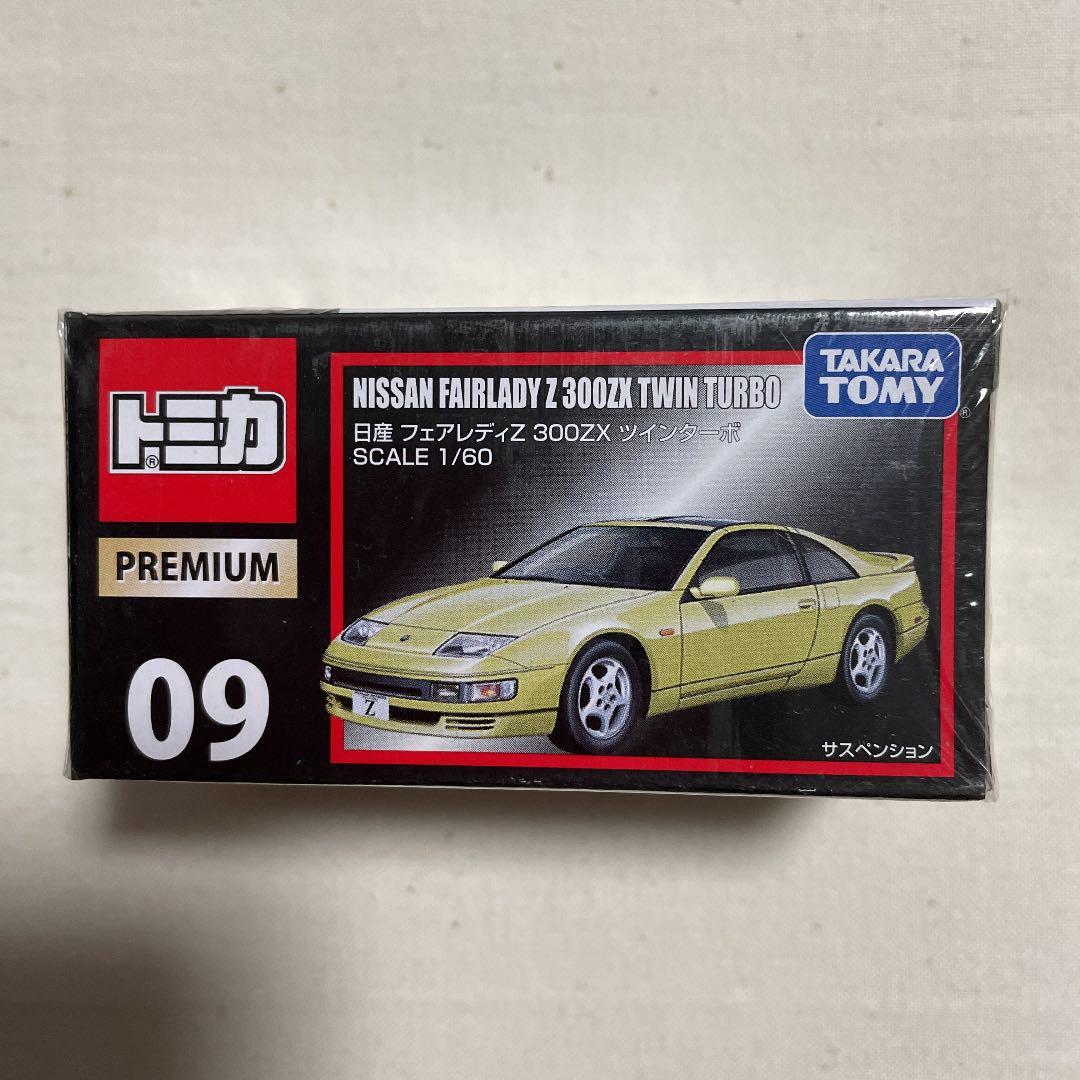 トミカ
®
PREMIUM
09
NISSAN FAIRLADY Z 300ZX TWIN TURBO
日産 フェアレディZ 300ZX ツインターボ
SCALE 1/60
TAKARA
TOMY
®
Z
サスペンション